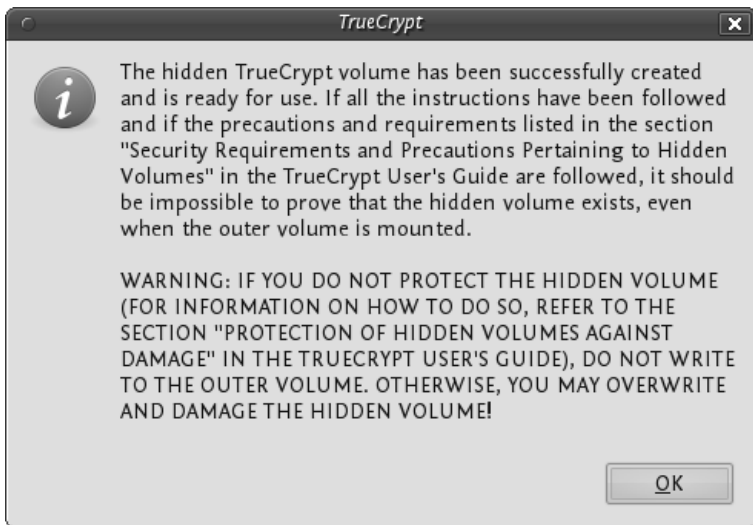 TrueCrypt
The hidden TrueCrypt volume has been successfully created
and is ready for use. If all the instructions have been followed
and if the precautions and requirements listed in the section
"Security Requirements and Precautions Pertaining to Hidden
Volumes" in the TrueCrypt User's Guide are followed, it should
be impossible to prove that the hidden volume exists, even
when the outer volume is mounted.
WARNING: IF YOU DO NOT PROTECT THE HIDDEN VOLUME
(FOR INFORMATION ON HOW TO DO SO, REFER TO THE
SECTION "PROTECTION OF HIDDEN VOLUMES AGAINST
DAMAGE" IN THE TRUECRYPT USER'S GUIDE), DO NOT WRITE
TO THE OUTER VOLUME. OTHERWISE, YOU MAY OVERWRITE
AND DAMAGE THE HIDDEN VOLUME!
OK